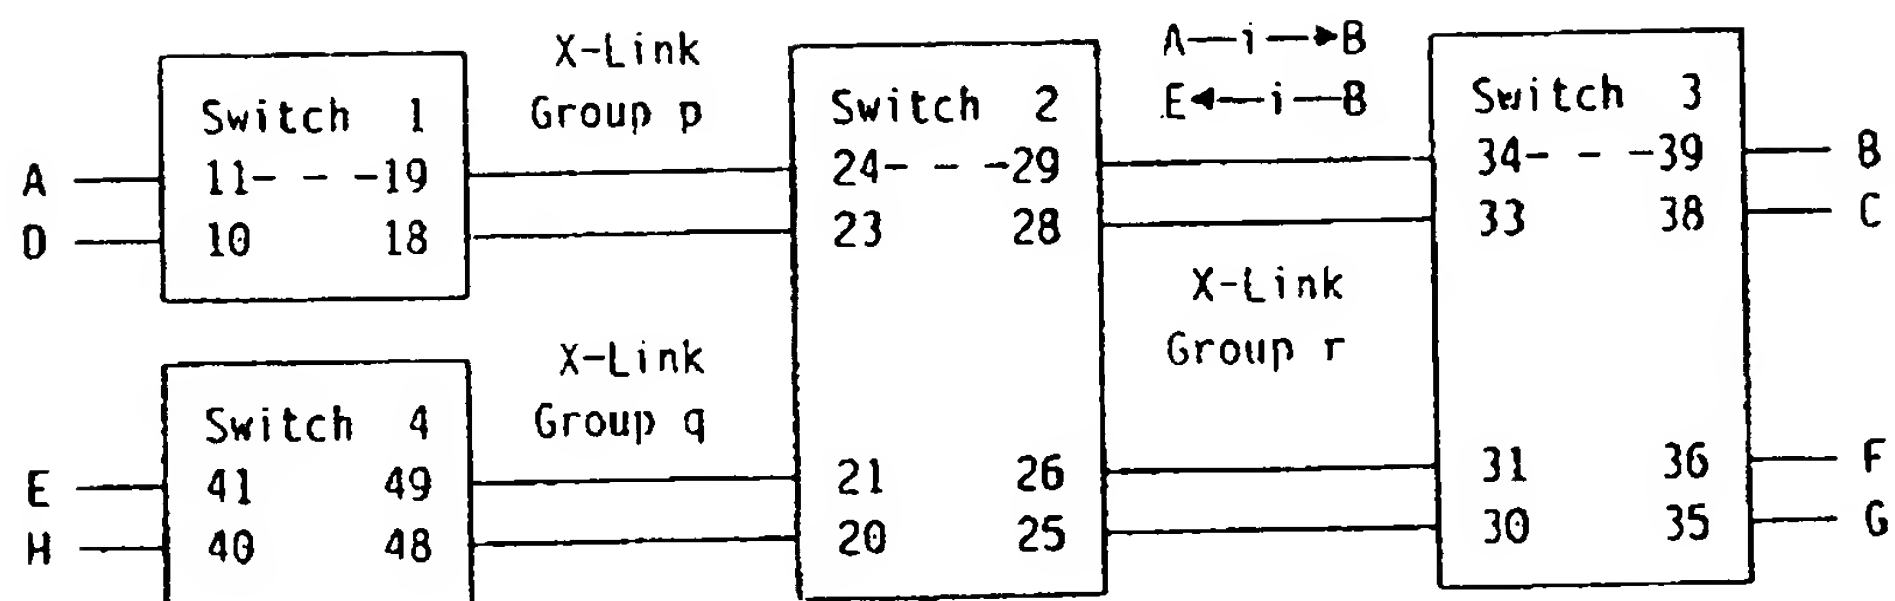 X-Link
Group p
A—i—►B
E◄—i—B
Switch 1
Switch 2
Switch 3
A
11- - -19
24- - -29
34- - -39
B
D
10 18
23 28
33 38
C
X-Link
Group r
X-Link
Group q
Switch 4
E
41 49
21 26
31 36
F
H
40 48
20 25
30 35
G